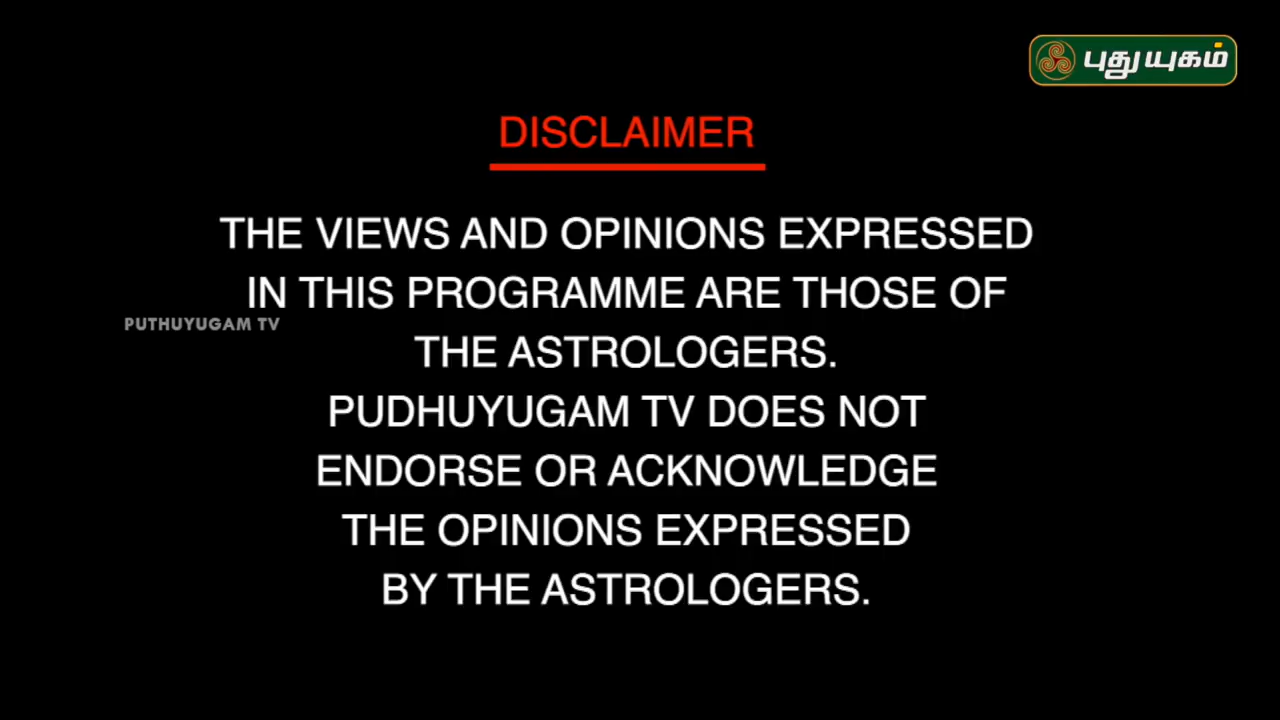 புதுயுகம்
DISCLAIMER
THE VIEWS AND OPINIONS EXPRESSED
IN THIS PROGRAMME ARE THOSE OF
PUTHUYUGAM TV
THE ASTROLOGERS.
PUDHUYUGAM TV DOES NOT
ENDORSE OR ACKNOWLEDGE
THE OPINIONS EXPRESSED
BY THE ASTROLOGERS.